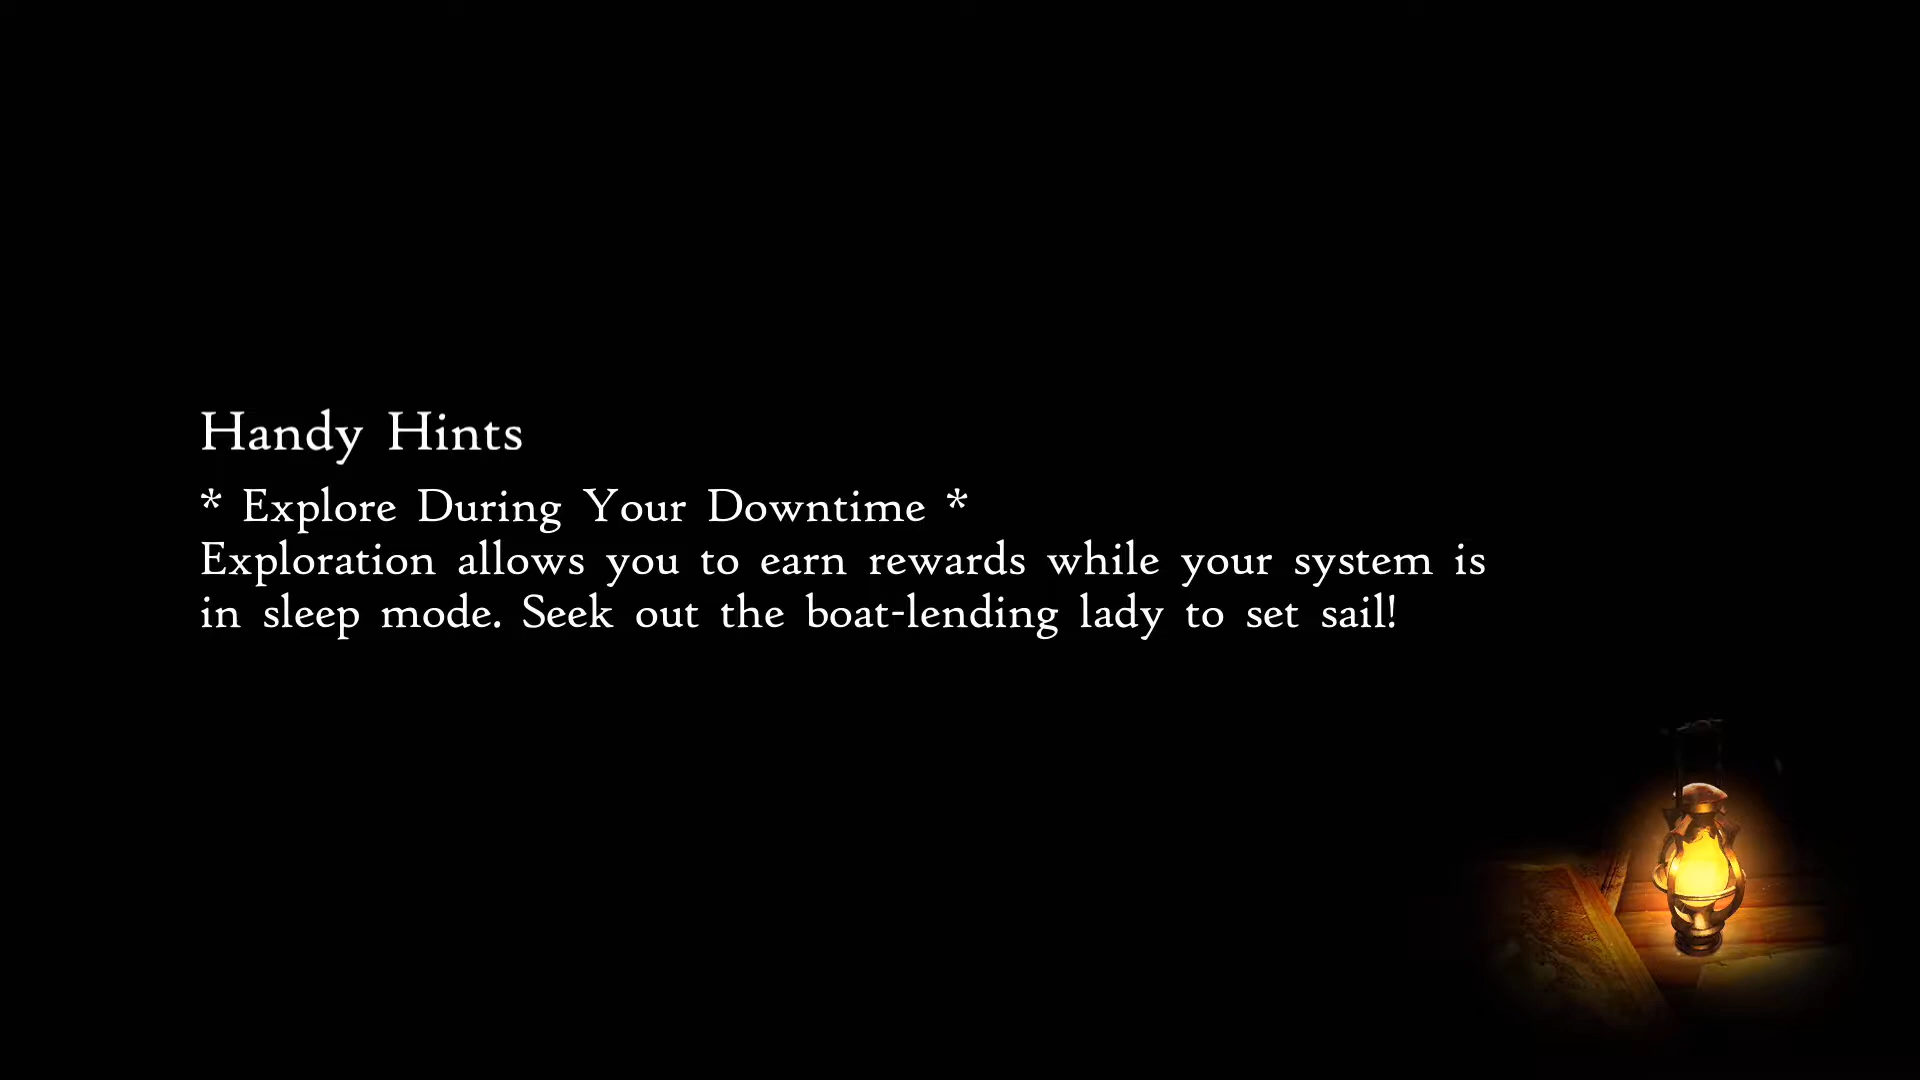 Handy Hints
* Explore During Your Downtime *
Exploration allows you to earn rewards while your system is
in sleep mode. Seek out the boat-lending lady to set sail!